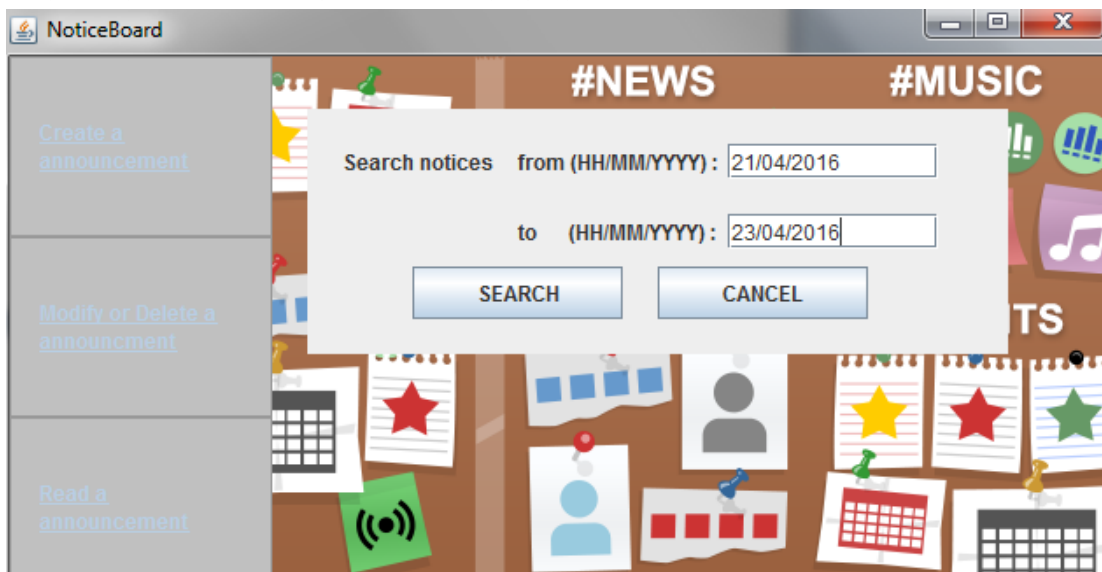 NoticeBoard
#NEWS
#MUSIC
Create a
announcement
Search notices from (HH/MM/YYYY) : 21/04/2016
to (HH/MM/YYYY) : 23/04/2016
SEARCH
CANCEL
Modify or Delete a
announcment
TS
Read a
announcement